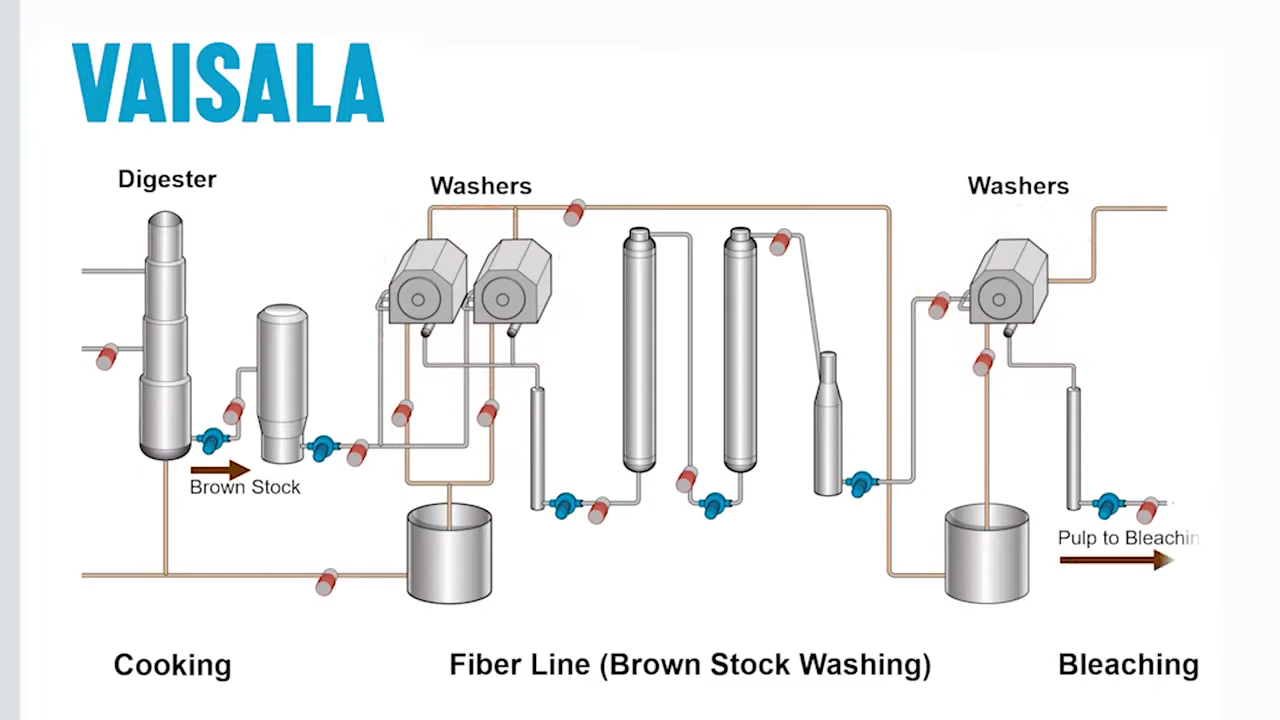 VAISALA
Digester
Washers
Washers
Brown Stock
Pulp to Bleachin
Cooking
Fiber Line (Brown Stock Washing)
Bleaching